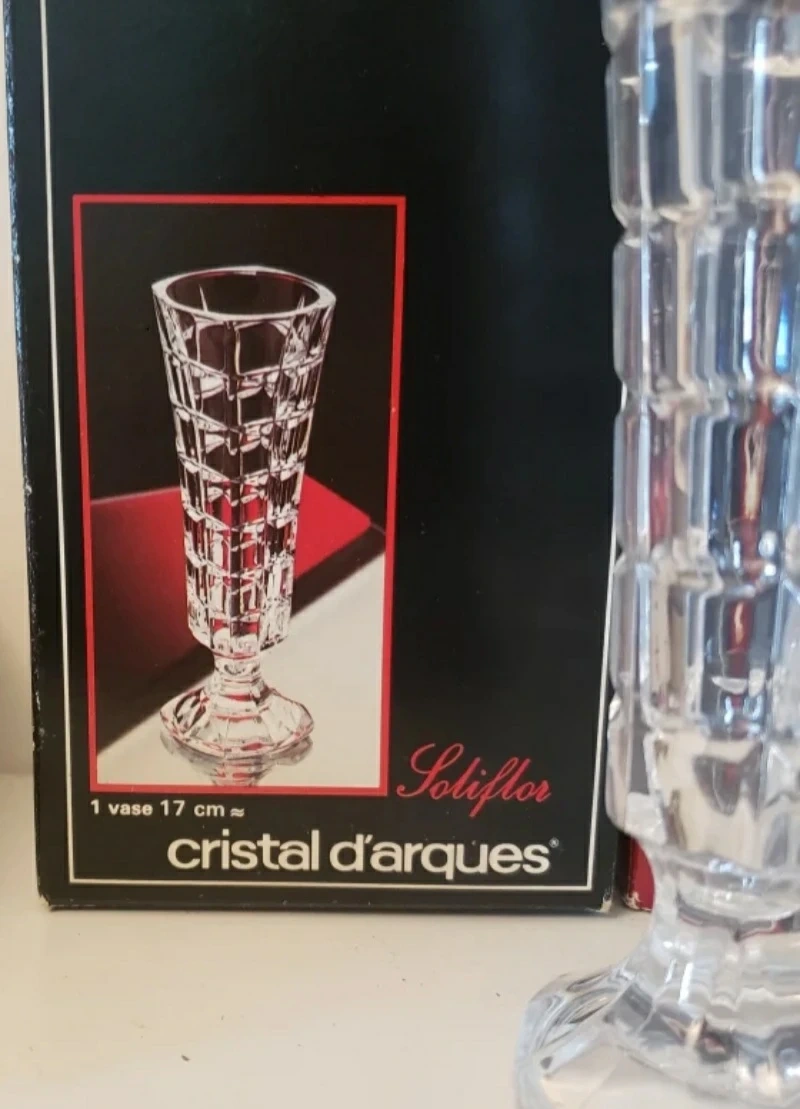 Soliflor
1 vase 17 cm ≈
cristal d'arques®